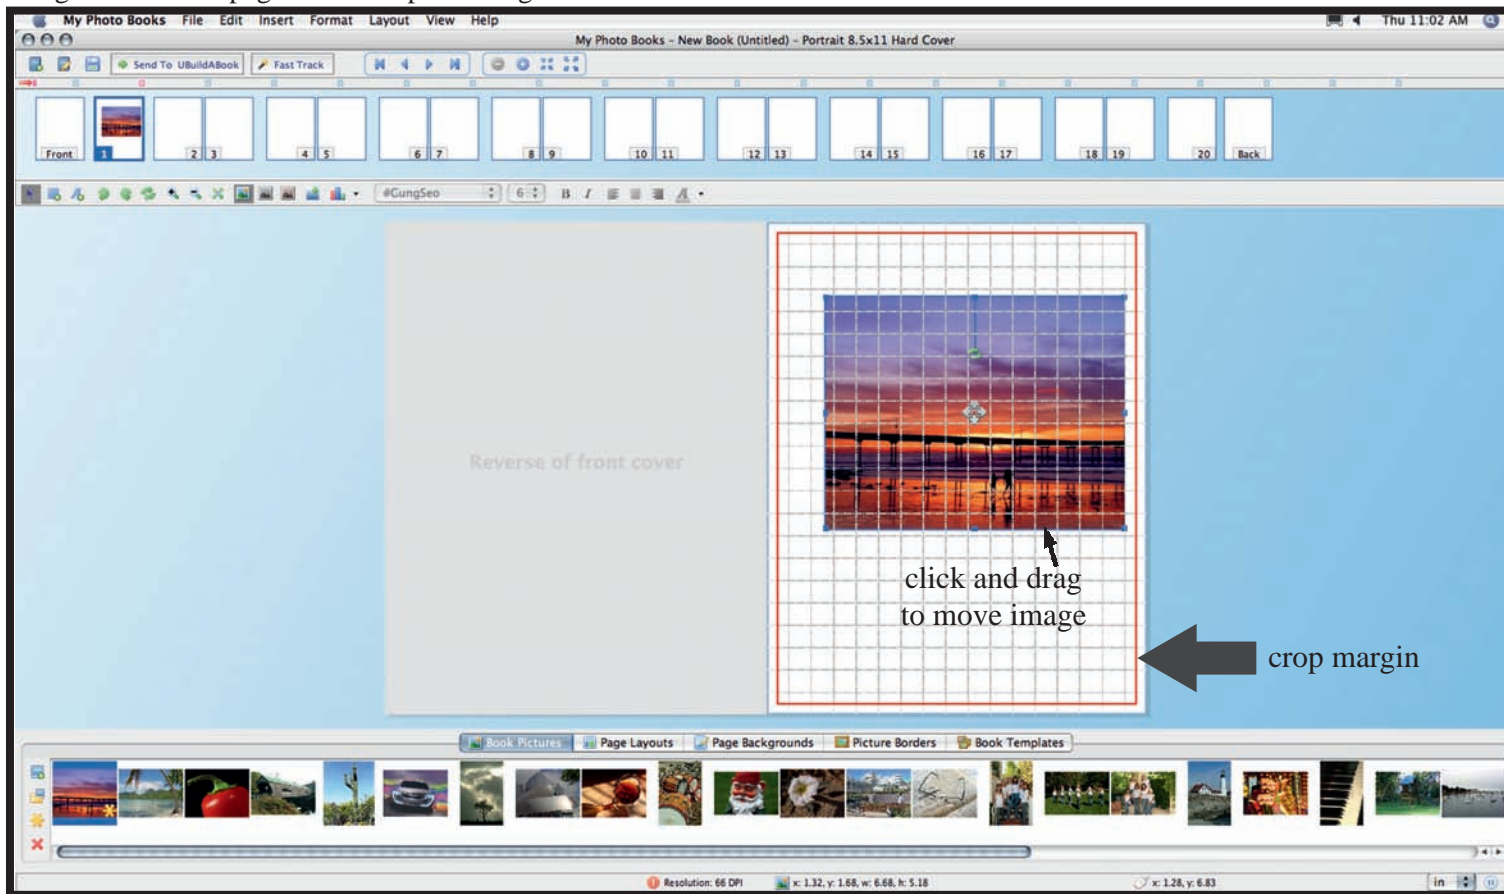 My Photo Books File Edit Insert Format Layout View Help Thu 11:02 AM
My Photo Books - New Book (Untitled) - Portrait 8.5x11 Hard Cover
Send To UBuildABook Fast Track
Front 1 2 3 4 5 6 7 8 9 10 11 12 13 14 15 16 17 18 19 20 Back
#GungSeo 6 B I A
Reverse of front cover
click and drag
to move image
crop margin
Book Pictures Page Layouts Page Backgrounds Picture Borders Book Templates
Resolution: 66 DPI x: 1.32, y: 1.68, w: 6.68, h: 5.18 x: 1.28, y: 6.83 in